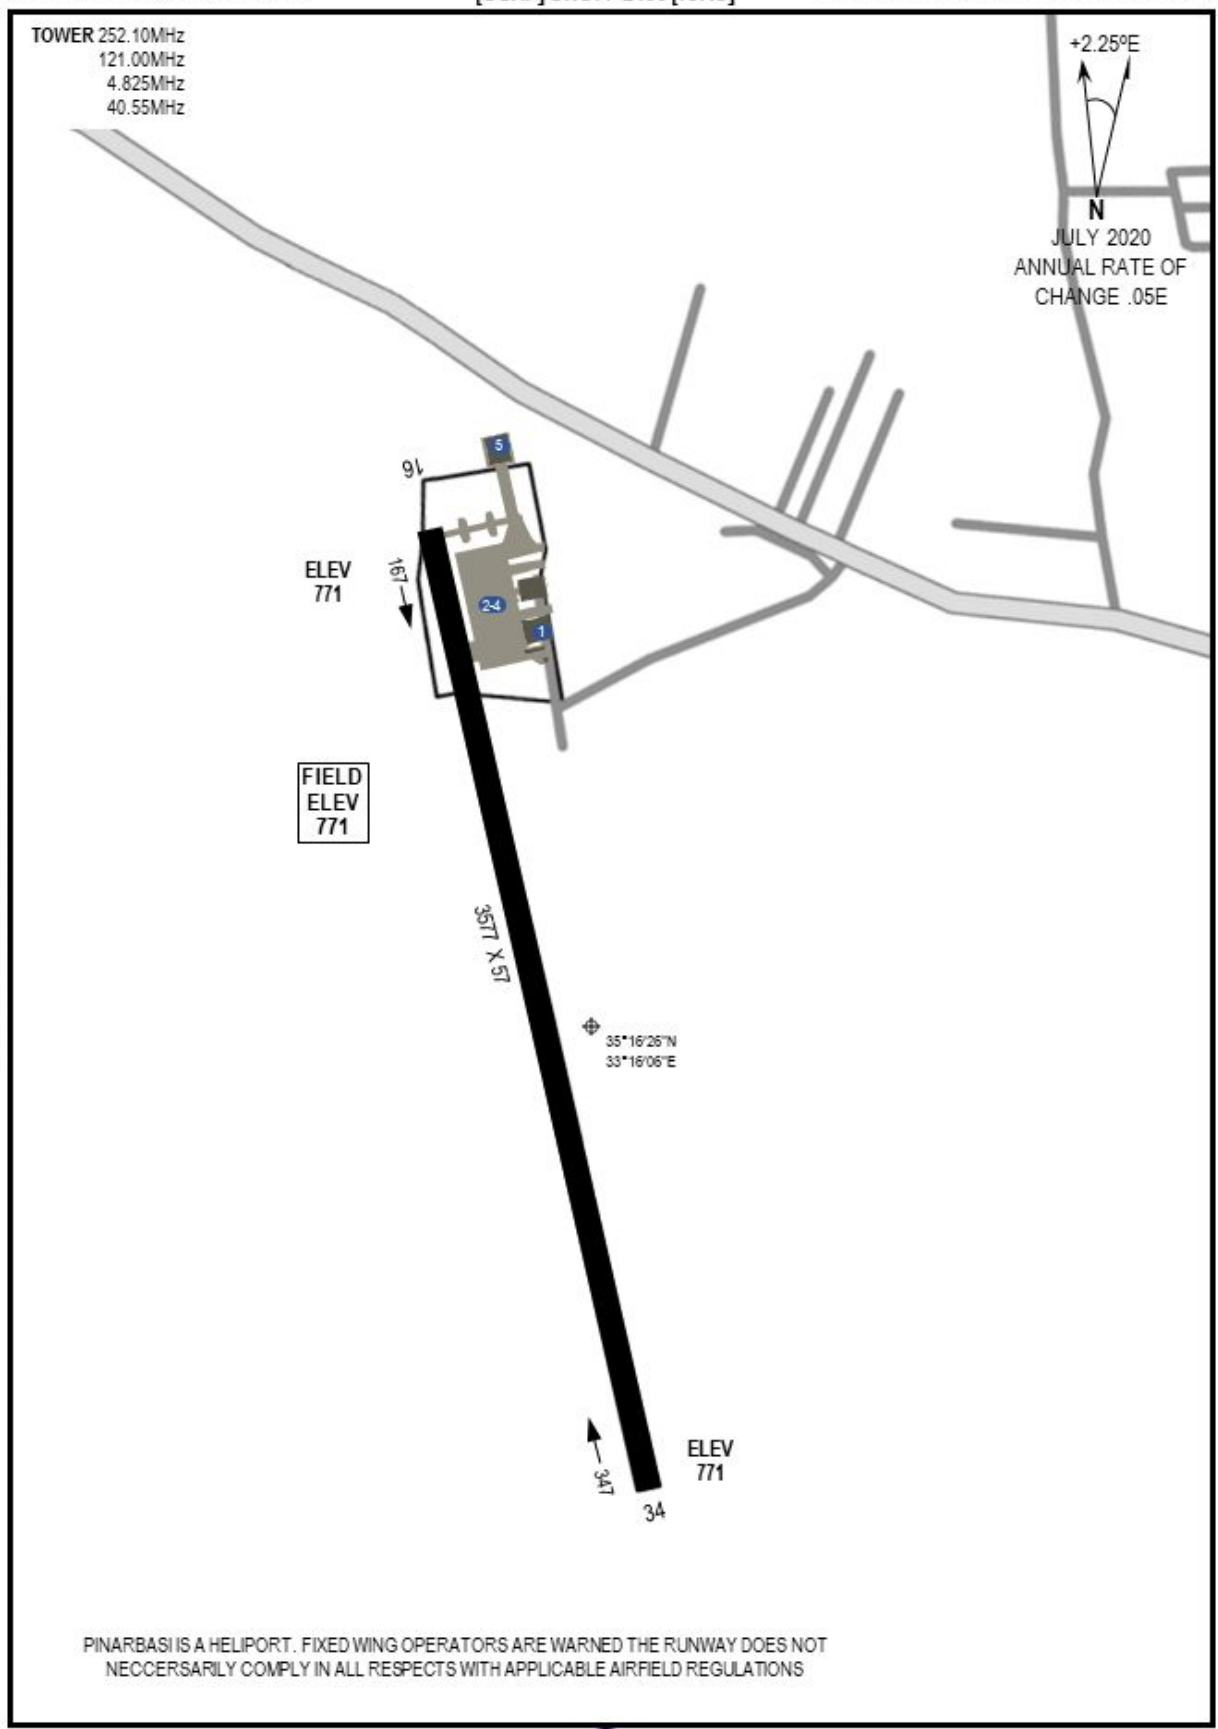 TOWER 252.10MHz
121.00MHz
4.825MHz
40.55MHz
+2.25ºE
N
JULY 2020
ANNUAL RATE OF
CHANGE .05E
5
16
ELEV
771
167
2-4
1
FIELD
ELEV
771
3577 X 57
35°16'26"N
33°16'06"E
347
ELEV
771
34
PINARBASI IS A HELIPORT. FIXED WING OPERATORS ARE WARNED THE RUNWAY DOES NOT
NECCERSARILY COMPLY IN ALL RESPECTS WITH APPLICABLE AIRFIELD REGULATIONS